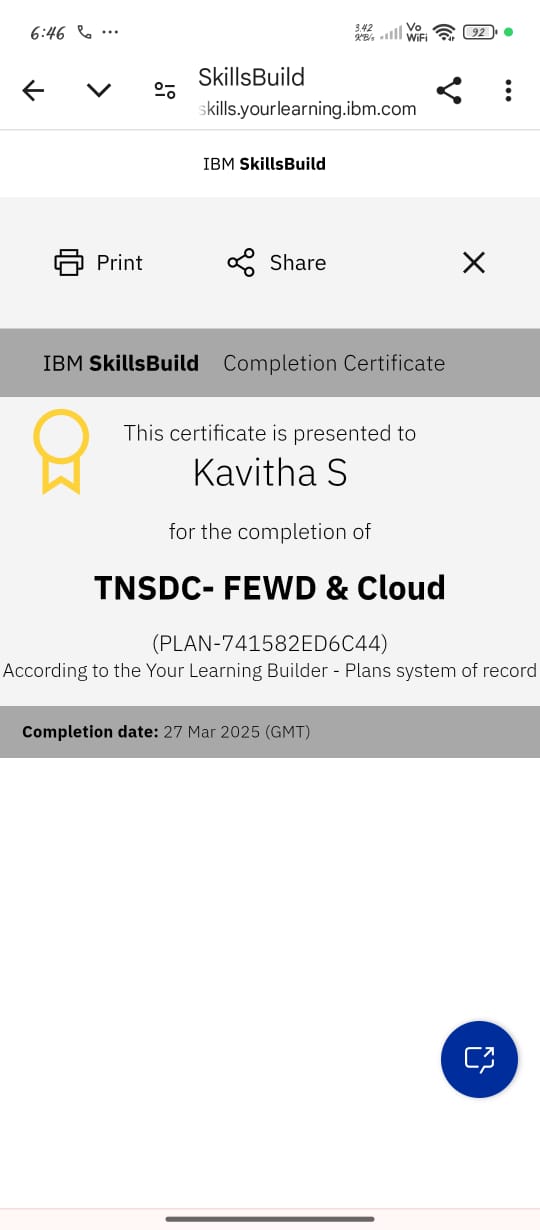 6:46
3.42
Vo
WiFi
92
SkillsBuild
skills.yourlearning.ibm.com
IBM SkillsBuild
Print
Share
IBM SkillsBuild Completion Certificate
This certificate is presented to
Kavitha S
for the completion of
TNSDC- FEWD & Cloud
(PLAN-741582ED6C44)
According to the Your Learning Builder - Plans system of record
Completion date: 27 Mar 2025 (GMT)